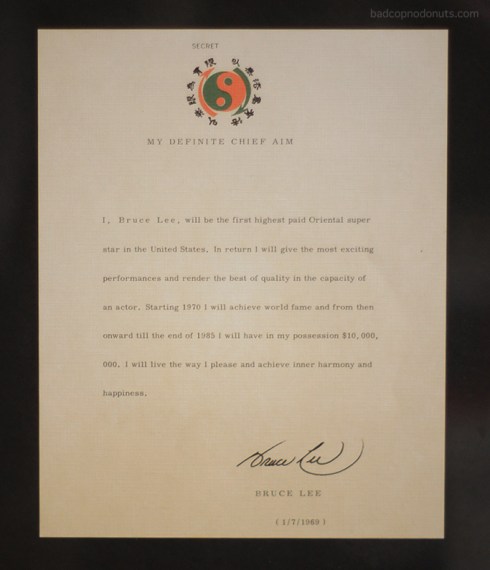 badcopnodonuts.com
SECRET
MY DEFINITE CHIEF AIM
I, Bruce Lee, will be the first highest paid Oriental super
star in the United States. In return I will give the most exciting
performances and render the best of quality in the capacity of
an actor. Starting 1970 I will achieve world fame and from then
onward till the end of 1985 I will have in my possession $10,000,
000. I will live the way I please and achieve inner harmony and
happiness.
Bruce Lee
BRUCE LEE
( 1/7/1969 )